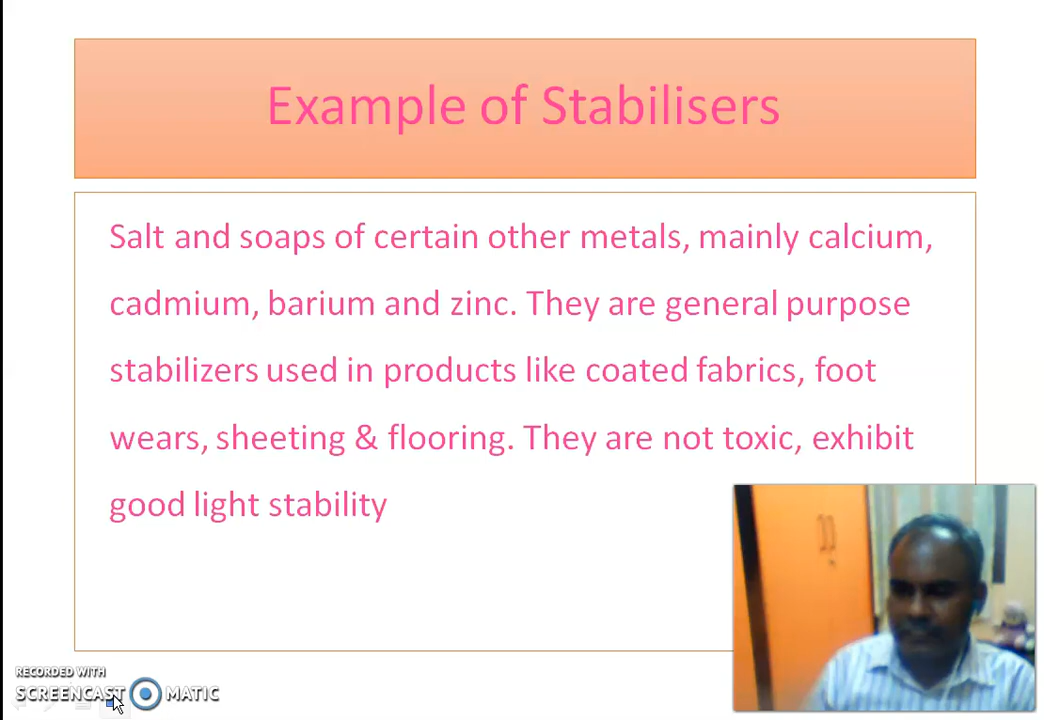 Example of Stabilisers
Salt and soaps of certain other metals, mainly calcium,
cadmium, barium and zinc. They are general purpose
stabilizers used in products like coated fabrics, foot
wears, sheeting & flooring. They are not toxic, exhibit
good light stability
RECORDED WITH
SCREENCAST MATIC